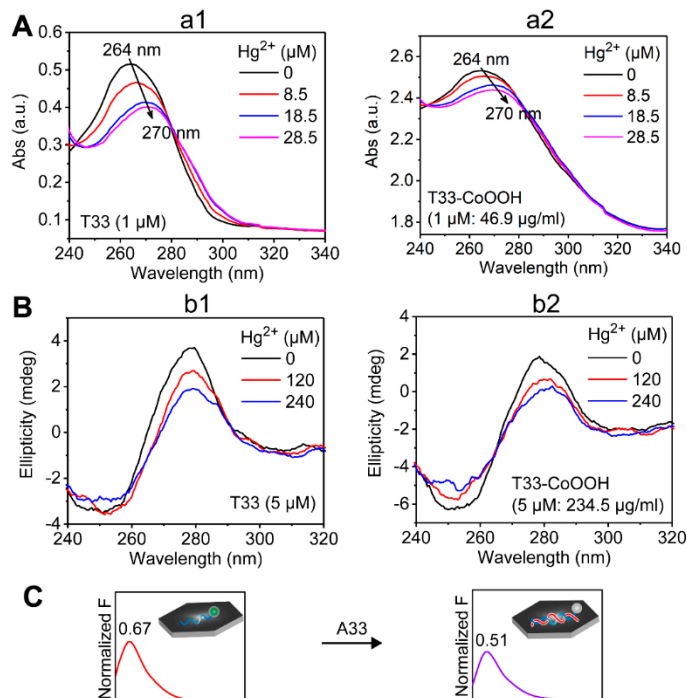 A
a1
a2
Hg2+ (µM)
0
8.5
18.5
28.5
264 nm
270 nm
T33 (1 µM)
Abs (a.u.)
0.6
0.5
0.4
0.3
0.2
0.1
240 260 280 300 320 340
Wavelength (nm)
Hg2+ (µM)
0
8.5
18.5
28.5
264 nm
270 nm
T33-CoOOH
(1 µM: 46.9 µg/ml)
Abs (a.u.)
2.6
2.4
2.2
2.0
1.8
240 260 280 300 320 340
Wavelength (nm)
B
b1
b2
Hg2+ (µM)
0
120
240
T33 (5 µM)
Ellipticity (mdeg)
4
2
0
-2
-4
240 260 280 300 320
Wavelength (nm)
Hg2+ (µM)
0
120
240
T33-CoOOH
(5 µM: 234.5 µg/ml)
Ellipticity (mdeg)
4
2
0
-2
-4
-6
240 260 280 300 320
Wavelength (nm)
C
Normalized F
0.67
A33
Normalized F
0.51